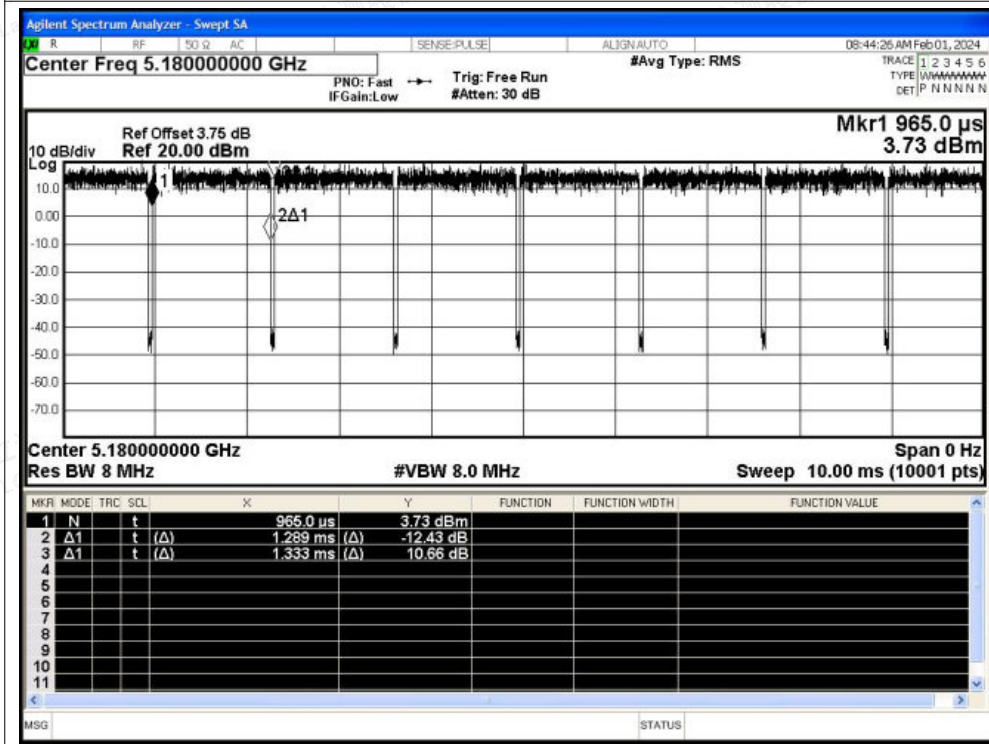 Agilent Spectrum Analyzer - Swept SA
LXI R RF 50 Ω AC SENSE:PULSE ALIGN AUTO 08:44:26 AM Feb 01, 2024
Center Freq 5.180000000 GHz #Avg Type: RMS TRACE 1 2 3 4 5 6
PNO: Fast Trig: Free Run TYPE WWWWWW
IFGain:Low #Atten: 30 dB DET P N N N N N
Mkr1 965.0 µs
Ref Offset 3.75 dB
10 dB/div Ref 20.00 dBm 3.73 dBm
Log
10.0
1
0.00
2Δ1
-10.0
-20.0
-30.0
-40.0
-50.0
-60.0
-70.0
Center 5.180000000 GHz Span 0 Hz
Res BW 8 MHz #VBW 8.0 MHz Sweep 10.00 ms (10001 pts)
MKR MODE TRC SCL X Y FUNCTION FUNCTION WIDTH FUNCTION VALUE
1 N t 965.0 µs 3.73 dBm
2 Δ1 t (Δ) 1.289 ms (Δ) -12.43 dB
3 Δ1 t (Δ) 1.333 ms (Δ) 10.66 dB
4
5
6
7
8
9
10
11
MSG STATUS